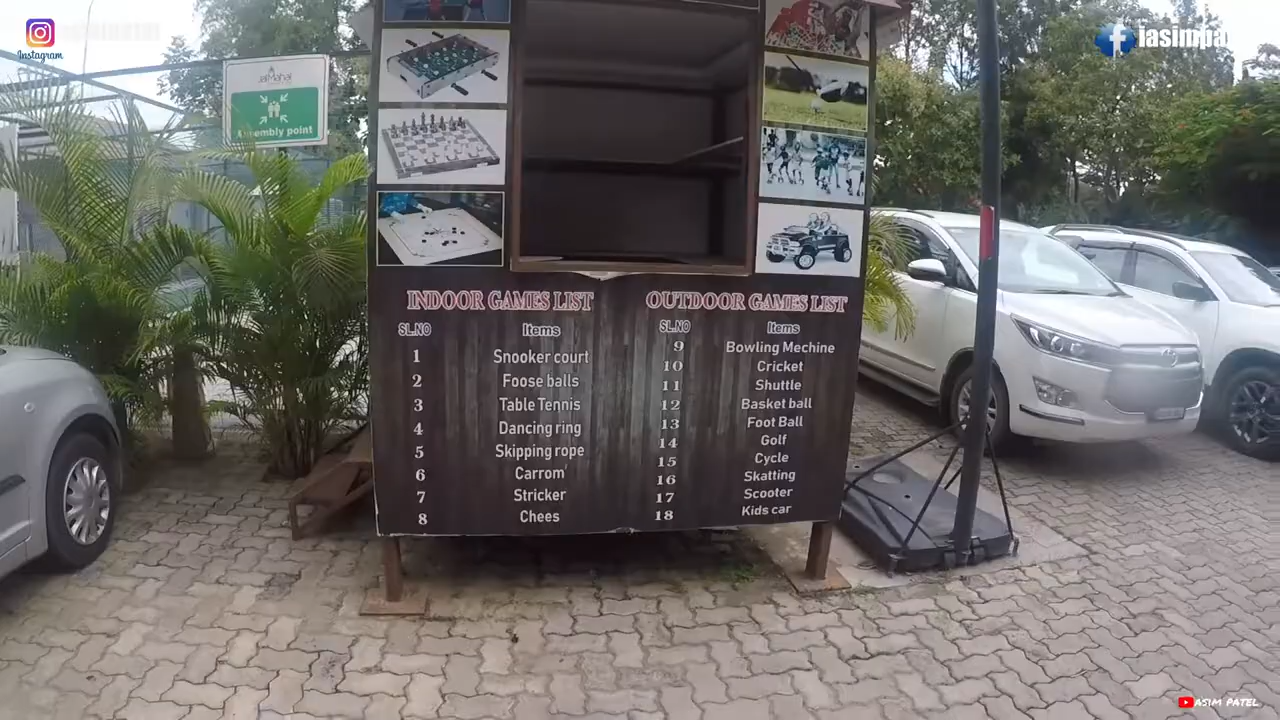 Instagram
iasimpa
JalMahal
Assembly point
INDOOR GAMES LIST
SL.NO Items
1 Snooker court
2 Foose balls
3 Table Tennis
4 Dancing ring
5 Skipping rope
6 Carrom
7 Stricker
8 Chees
OUTDOOR GAMES LIST
SL.NO Items
9 Bowling Mechine
10 Cricket
11 Shuttle
12 Basket ball
13 Foot Ball
14 Golf
15 Cycle
16 Skatting
17 Scooter
18 Kids car
ASIM PATEL